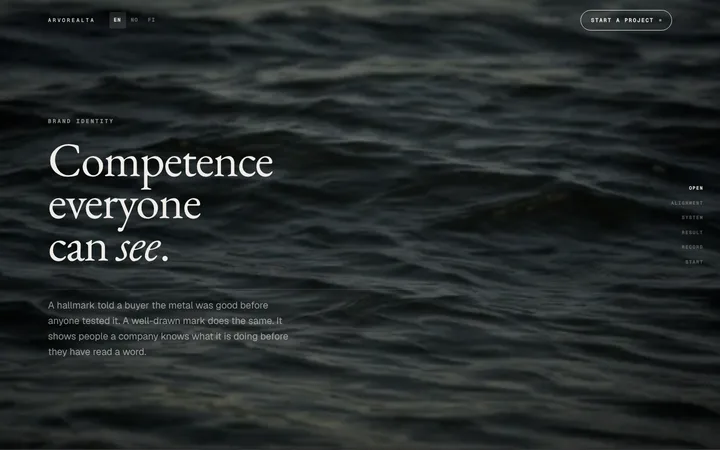 ARVOREALTA
EN RU FI
START A PROJECT
BRAND IDENTITY
Competence
everyone
can see.
A hallmark told a buyer the metal was good before
anyone tested it. A well-drawn mark does the same. It
shows people a company knows what it is doing before
they have read a word.
OPEN
ALIGNMENT
SYSTEM
RESULT
RECORD
START